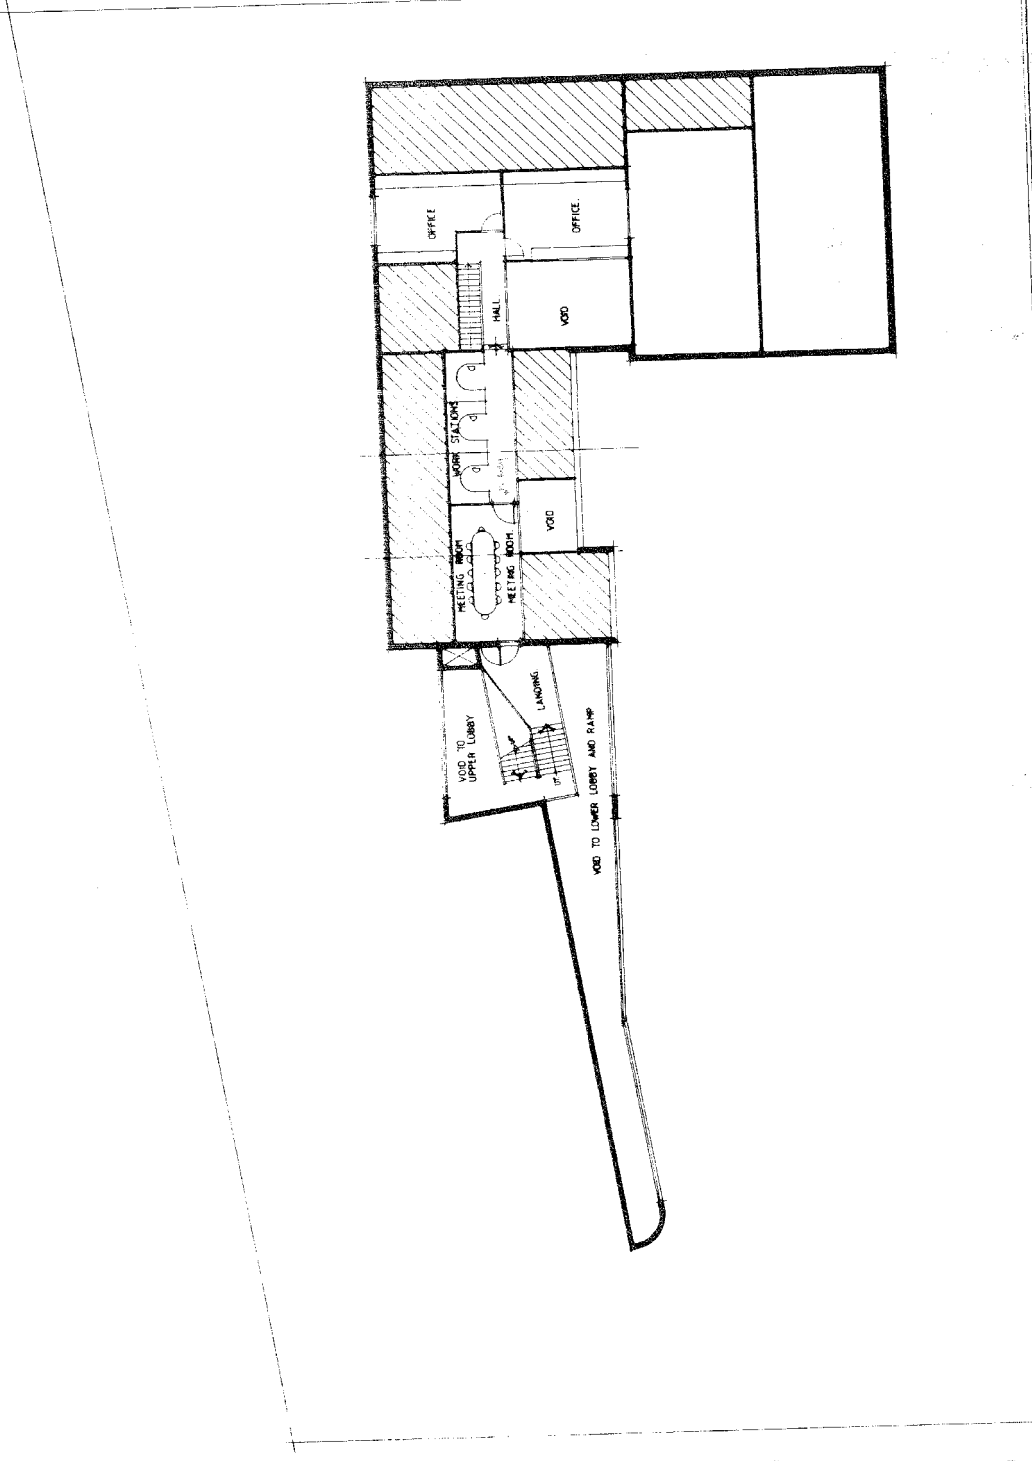 OFFICE
OFFICE.
HALL.
VOID
WORK STATIONS
VOID
MEETING ROOM
MEETING ROOM.
LANDING
VOID TO
UPPER LOBBY
UP
VOID TO LOWER LOBBY AND RAMP